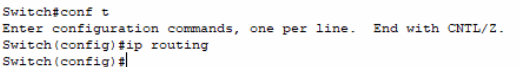 Switch#conf t
Enter configuration commands, one per line.  End with CNTL/Z.
Switch(config)#ip routing
Switch(config)#